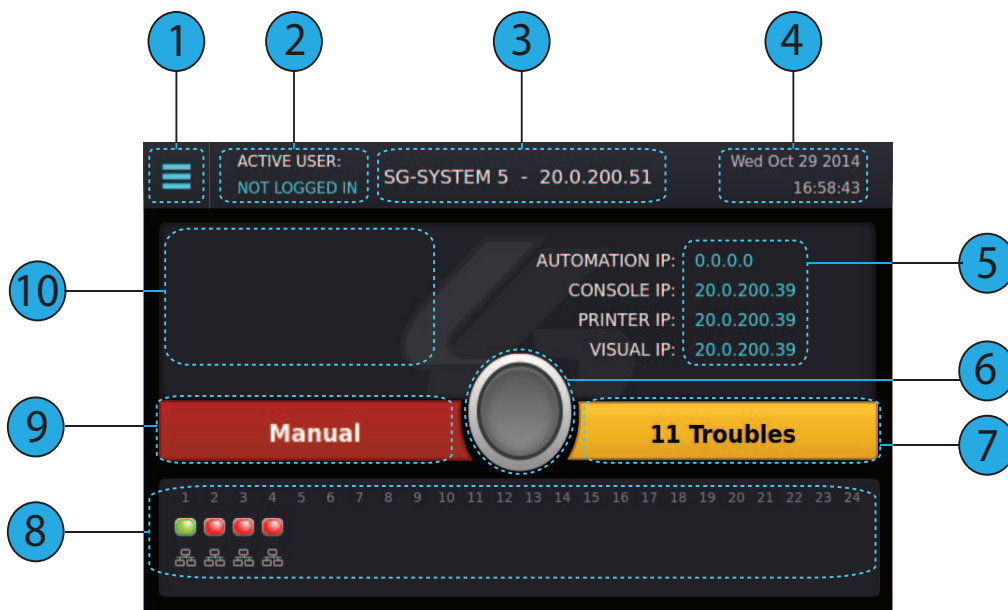 1 2 3 4
ACTIVE USER:
NOT LOGGED IN
SG-SYSTEM 5 - 20.0.200.51
Wed Oct 29 2014
16:58:43
AUTOMATION IP: 0.0.0.0
5
10
CONSOLE IP: 20.0.200.39
PRINTER IP: 20.0.200.39
VISUAL IP: 20.0.200.39
6
9
Manual
11 Troubles
7
1 2 3 4 5 6 7 8 9 10 11 12 13 14 15 16 17 18 19 20 21 22 23 24
8